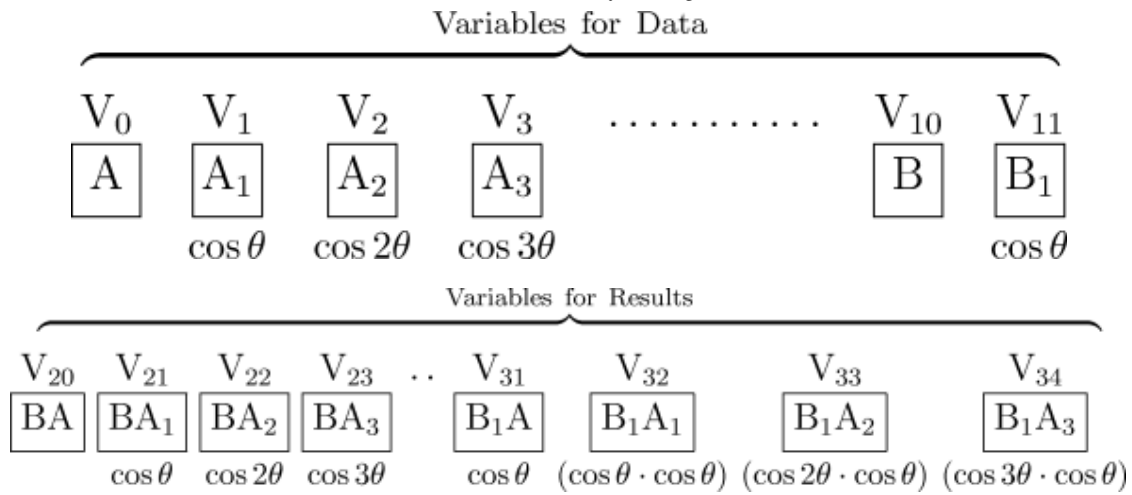 Variables for Data
V₀ V₁ V₂ V₃ ........... V₁₀ V₁₁
A A₁ A₂ A₃ B B₁
cos θ cos 2θ cos 3θ cos θ
Variables for Results
V₂₀ V₂₁ V₂₂ V₂₃ .. V₃₁ V₃₂ V₃₃ V₃₄
BA BA₁ BA₂ BA₃ B₁A B₁A₁ B₁A₂ B₁A₃
cos θ cos 2θ cos 3θ cos θ (cos θ · cos θ) (cos 2θ · cos θ) (cos 3θ · cos θ)